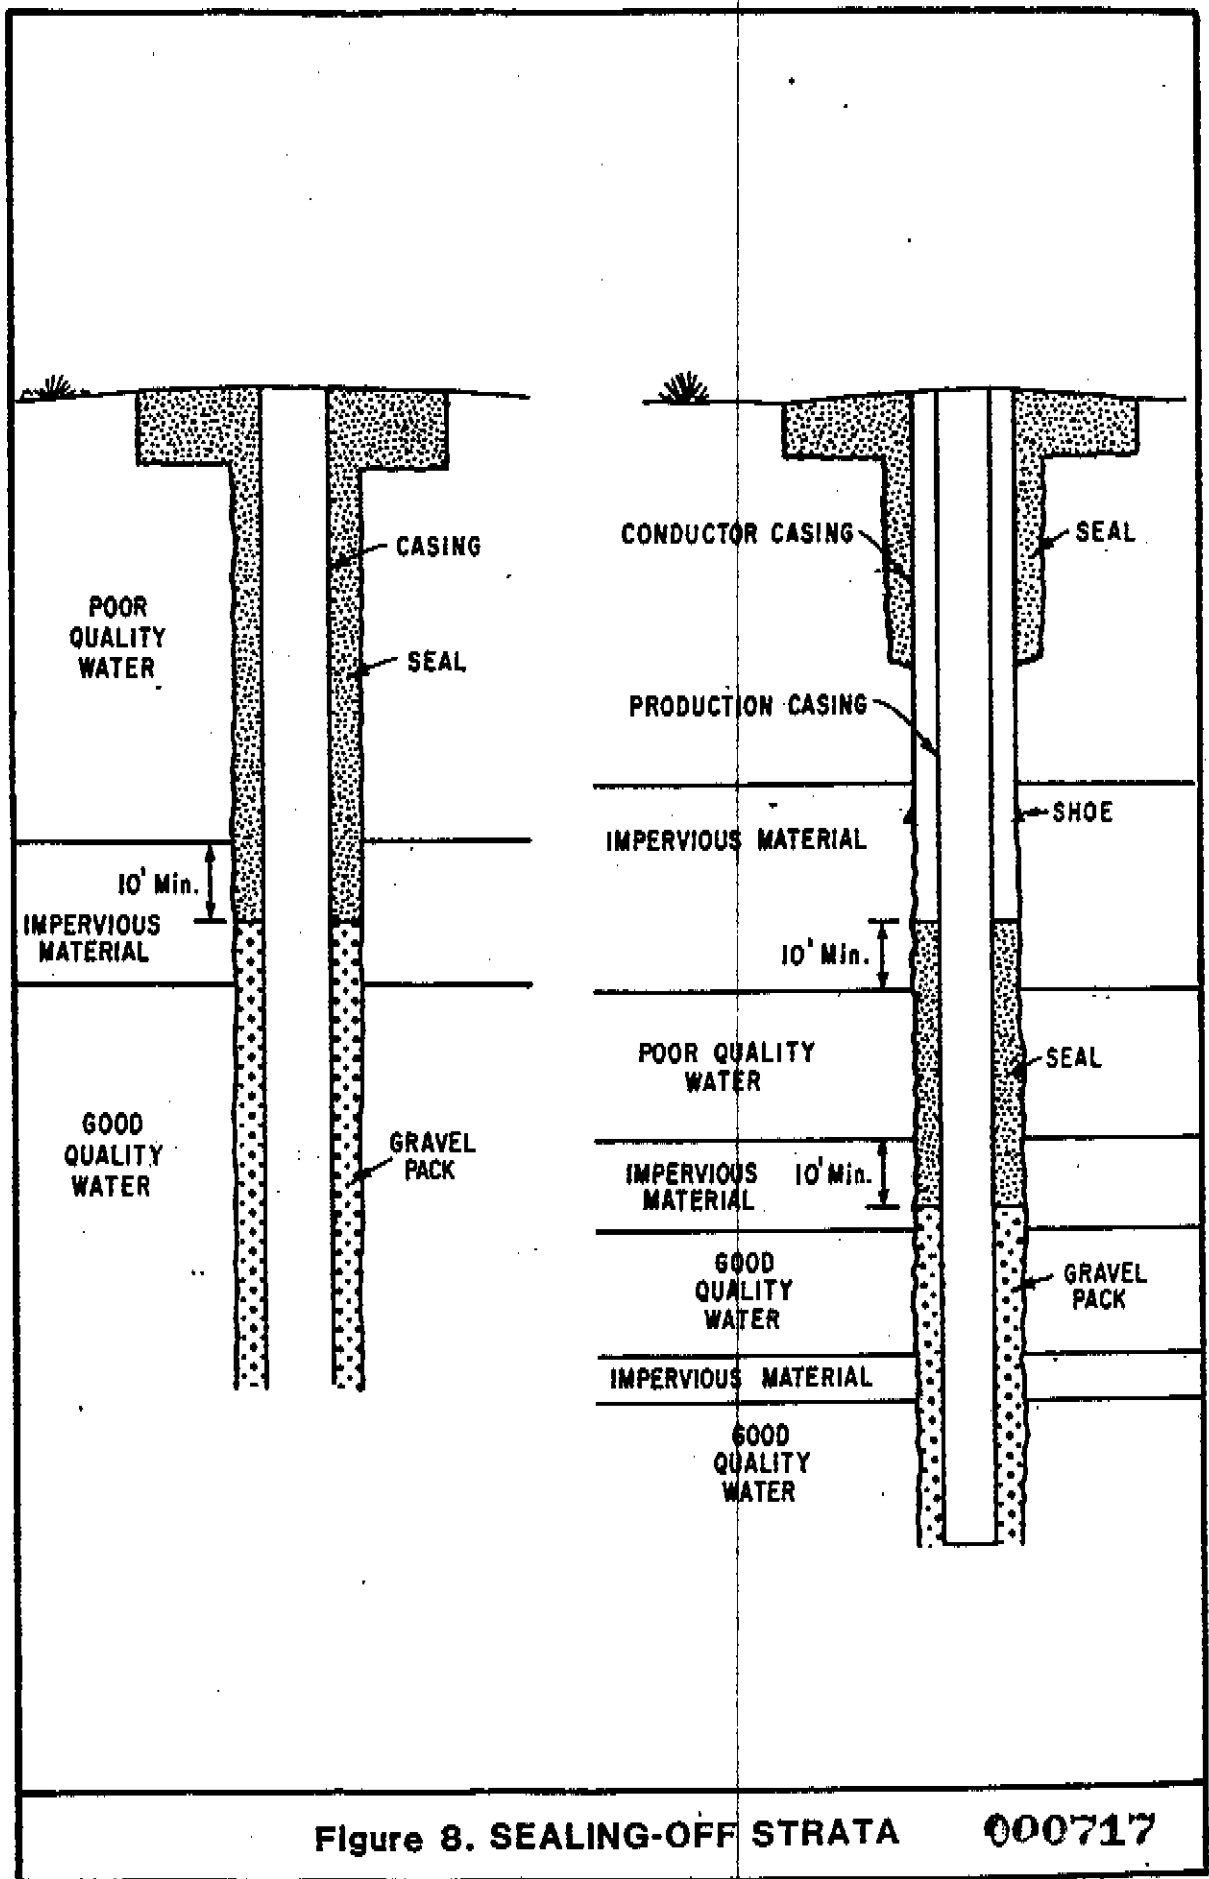 CASING
POOR
QUALITY
WATER
SEAL
10' Min.
IMPERVIOUS
MATERIAL
GOOD
QUALITY
WATER
GRAVEL
PACK
CONDUCTOR CASING
SEAL
PRODUCTION CASING
SHOE
IMPERVIOUS MATERIAL
10' Min.
POOR QUALITY
WATER
SEAL
IMPERVIOUS
MATERIAL
10' Min.
GOOD
QUALITY
WATER
GRAVEL
PACK
IMPERVIOUS MATERIAL
GOOD
QUALITY
WATER
Figure 8. SEALING-OFF STRATA
000717